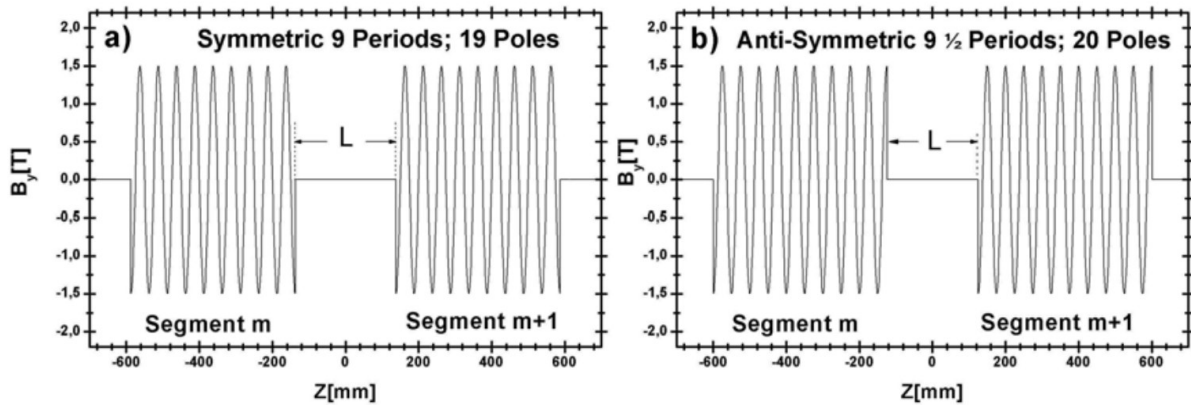 a) Symmetric 9 Periods; 19 Poles
2,0
1,5
1,0
0,5
0,0
-0,5
-1,0
-1,5
-2,0
B_y[T]
L
Segment m Segment m+1
-600 -400 -200 0 200 400 600
Z[mm]
b) Anti-Symmetric 9 ½ Periods; 20 Poles
2,0
1,5
1,0
0,5
0,0
-0,5
-1,0
-1,5
-2,0
B_y[T]
L
Segment m Segment m+1
-600 -400 -200 0 200 400 600
Z[mm]